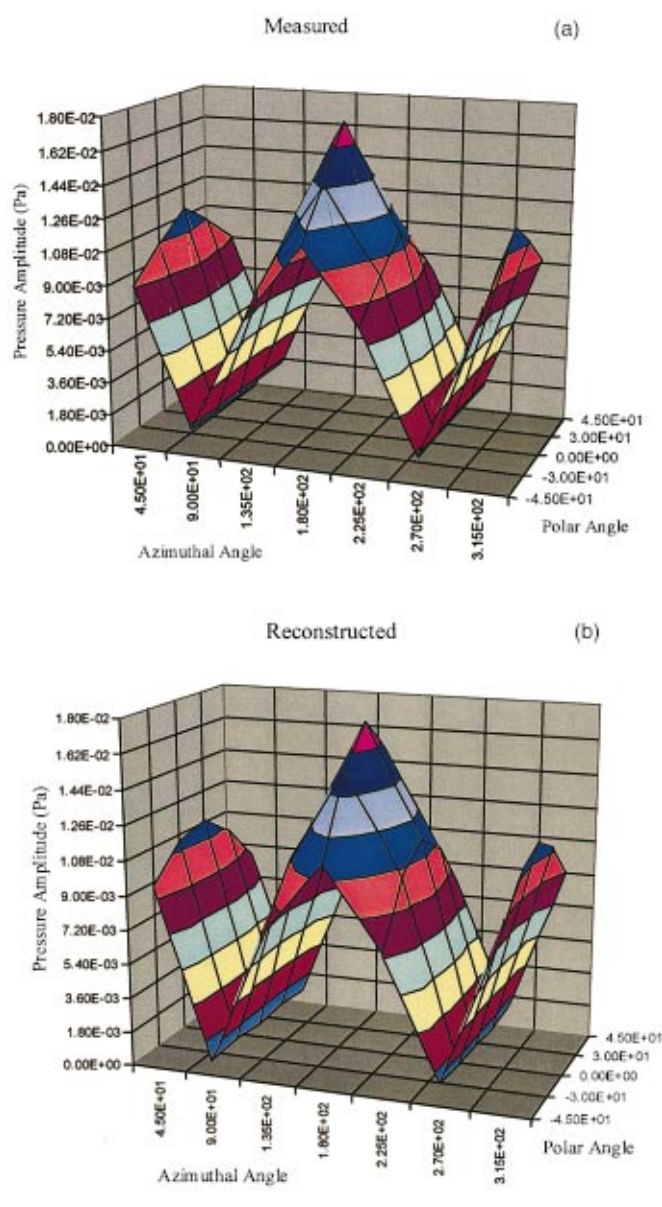 Measured
(a)
1.80E-02
1.62E-02
1.44E-02
1.26E-02
1.08E-02
9.00E-03
7.20E-03
5.40E-03
3.60E-03
1.80E-03
0.00E+00
Pressure Amplitude (Pa)
4.50E+01
9.00E+01
1.35E+02
1.80E+02
2.25E+02
2.70E+02
3.15E+02
Azimuthal Angle
4.50E+01
3.00E+01
0.00E+00
-3.00E+01
-4.50E+01
Polar Angle
Reconstructed
(b)
1.80E-02
1.62E-02
1.44E-02
1.26E-02
1.08E-02
9.00E-03
7.20E-03
5.40E-03
3.60E-03
1.80E-03
0.00E+00
Pressure Amplitude (Pa)
4.50E+01
9.00E+01
1.35E+02
1.80E+02
2.25E+02
2.70E+02
3.15E+02
Azimuthal Angle
4.50E+01
3.00E+01
0.00E+00
-3.00E+01
-4.50E+01
Polar Angle